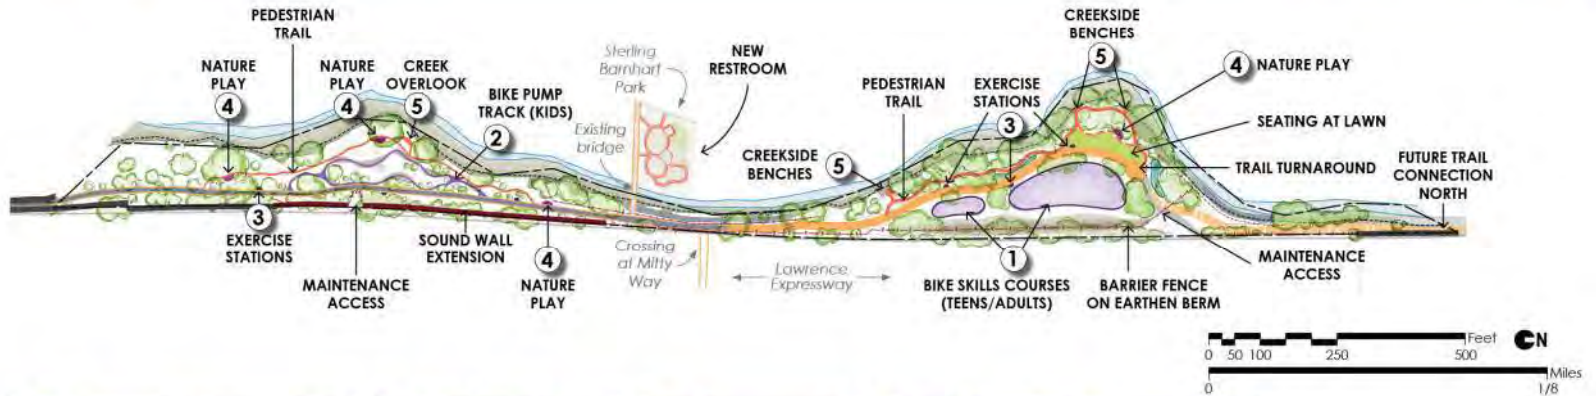 PEDESTRIAN
TRAIL
NATURE
PLAY
4
NATURE
PLAY
4
CREEK
OVERLOOK
5
BIKE PUMP
TRACK (KIDS)
2
Sterling
Barnhart
Park
NEW
RESTROOM
Existing
bridge
3
EXERCISE
STATIONS
MAINTENANCE
ACCESS
SOUND WALL
EXTENSION
4
NATURE
PLAY
Crossing
at Mitty
Way
Lawrence
Expressway
CREEKSIDE
BENCHES
5
PEDESTRIAN
TRAIL
EXERCISE
STATIONS
3
CREEKSIDE
BENCHES
5
4 NATURE PLAY
SEATING AT LAWN
TRAIL TURNAROUND
FUTURE TRAIL
CONNECTION
NORTH
1
BIKE SKILLS COURSES
(TEENS/ADULTS)
BARRIER FENCE
ON EARTHEN BERM
MAINTENANCE
ACCESS
Feet
0 50 100 250 500
N
Miles
0 1/8